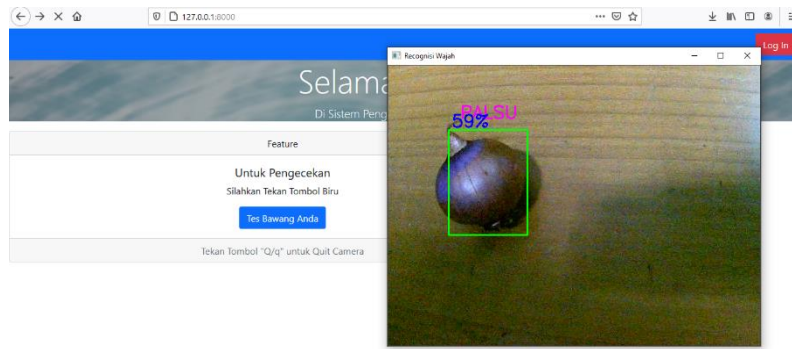 127.0.0.1:8000
Log In
Recognisi Wajah
Selama
Di Sistem Peng
PALSU
59%
Feature
Untuk Pengecekan
Silahkan Tekan Tombol Biru
Tes Bawang Anda
Tekan Tombol "Q/q" untuk Quit Camera